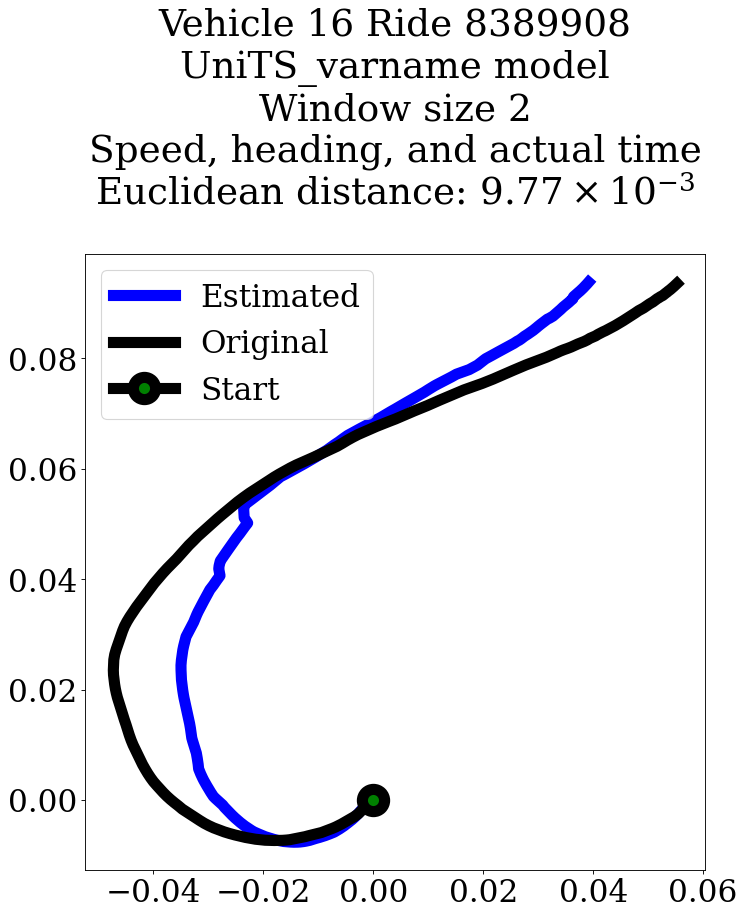 Vehicle 16 Ride 8389908
UniTS_varname model
Window size 2
Speed, heading, and actual time
Euclidean distance: 9.77 × 10⁻³
Estimated
Original
Start
0.08
0.06
0.04
0.02
0.00
−0.04 −0.02 0.00 0.02 0.04 0.06